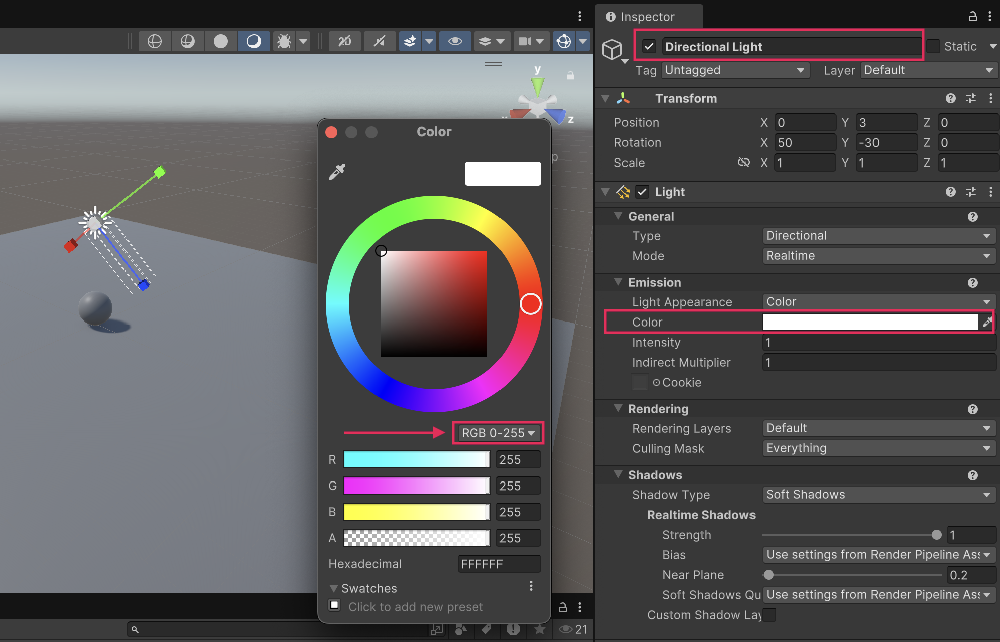 Inspector
Directional Light
Static
Tag Untagged Layer Default
Transform
Position X 0 Y 3 Z 0
Rotation X 50 Y -30 Z 0
Scale X 1 Y 1 Z 1
Light
General
Type Directional
Mode Realtime
Emission
Light Appearance Color
Color
Intensity 1
Indirect Multiplier 1
Cookie
Rendering
Rendering Layers Default
Culling Mask Everything
Shadows
Shadow Type Soft Shadows
Realtime Shadows
Strength 1
Bias Use settings from Render Pipeline Ass
Near Plane 0.2
Soft Shadows Qu Use settings from Render Pipeline Ass
Custom Shadow Lay
2D
y
z
p
Color
RGB 0-255
R 255
G 255
B 255
A 255
Hexadecimal FFFFFF
Swatches
Click to add new preset
21